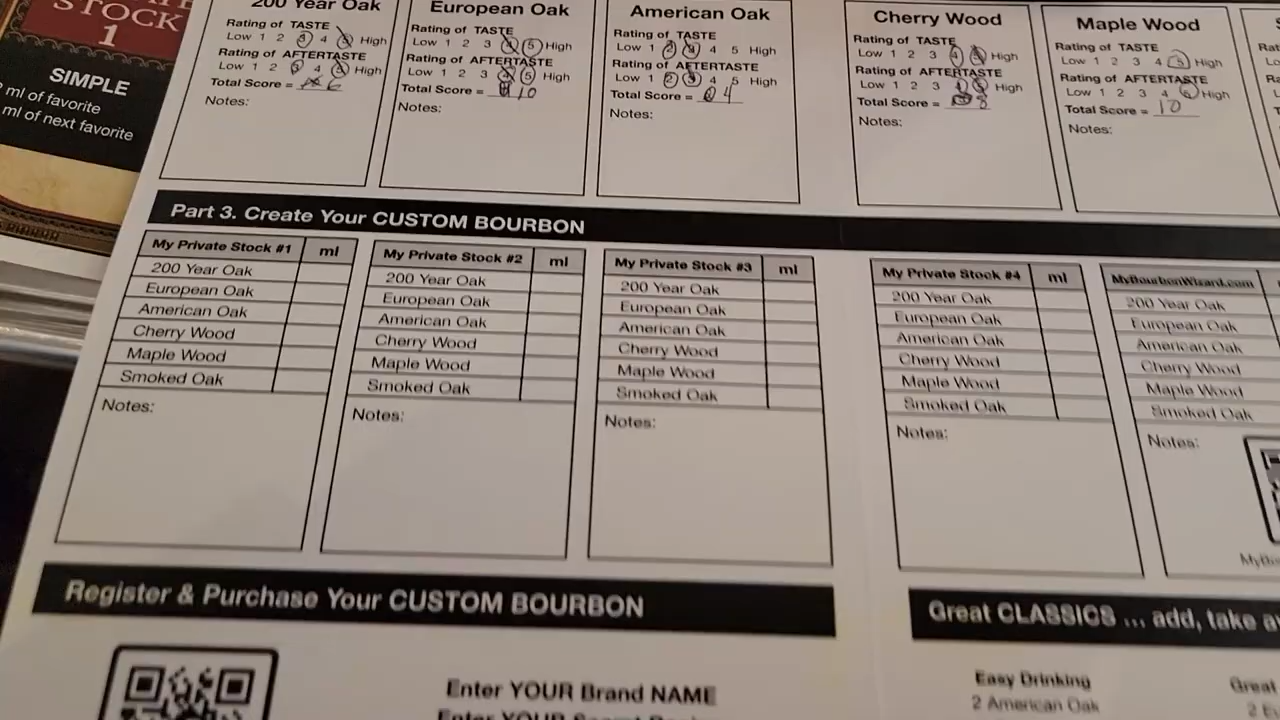 STOCK
1
SIMPLE
ml of favorite
ml of next favorite
200 Year Oak
Rating of TASTE
Low 1 2 3 4 5 High
Rating of AFTERTASTE
Low 1 2 3 4 5 High
Total Score = 6
Notes:
European Oak
Rating of TASTE
Low 1 2 3 4 5 High
Rating of AFTERTASTE
Low 1 2 3 4 5 High
Total Score = 10
Notes:
American Oak
Rating of TASTE
Low 1 2 3 4 5 High
Rating of AFTERTASTE
Low 1 2 3 4 5 High
Total Score = 4
Notes:
Cherry Wood
Rating of TASTE
Low 1 2 3 4 5 High
Rating of AFTERTASTE
Low 1 2 3 4 5 High
Total Score = 8
Notes:
Maple Wood
Rating of TASTE
Low 1 2 3 4 5 High
Rating of AFTERTASTE
Low 1 2 3 4 5 High
Total Score = 10
Notes:
Part 3. Create Your CUSTOM BOURBON
My Private Stock #1 ml
200 Year Oak
European Oak
American Oak
Cherry Wood
Maple Wood
Smoked Oak
Notes:
My Private Stock #2 ml
200 Year Oak
European Oak
American Oak
Cherry Wood
Maple Wood
Smoked Oak
Notes:
My Private Stock #3 ml
200 Year Oak
European Oak
American Oak
Cherry Wood
Maple Wood
Smoked Oak
Notes:
My Private Stock #4 ml
200 Year Oak
European Oak
American Oak
Cherry Wood
Maple Wood
Smoked Oak
Notes:
MyBourbonWizard.com
200 Year Oak
European Oak
American Oak
Cherry Wood
Maple Wood
Smoked Oak
Notes:
Register & Purchase Your CUSTOM BOURBON
Enter YOUR Brand NAME
Enter YOUR Secret
Great CLASSICS ... add, take
Easy Drinking
2 American Oak
Great